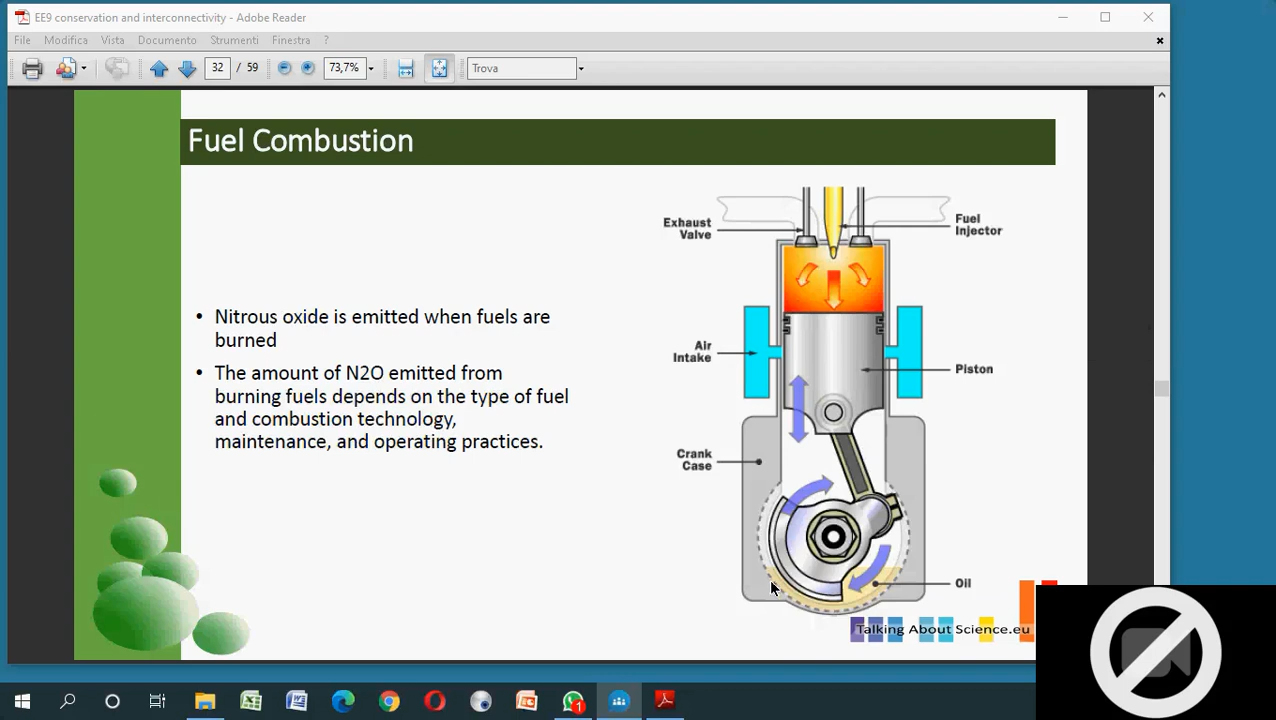 EE9 conservation and interconnectivity - Adobe Reader
File Modifica Vista Documento Strumenti Finestra ?
32 / 59 73,7% Trova
Fuel Combustion
• Nitrous oxide is emitted when fuels are
burned
• The amount of N2O emitted from
burning fuels depends on the type of fuel
and combustion technology,
maintenance, and operating practices.
Exhaust
Valve
Fuel
Injector
Air
Intake
Piston
Crank
Case
Oil
Talking About Science.eu
1